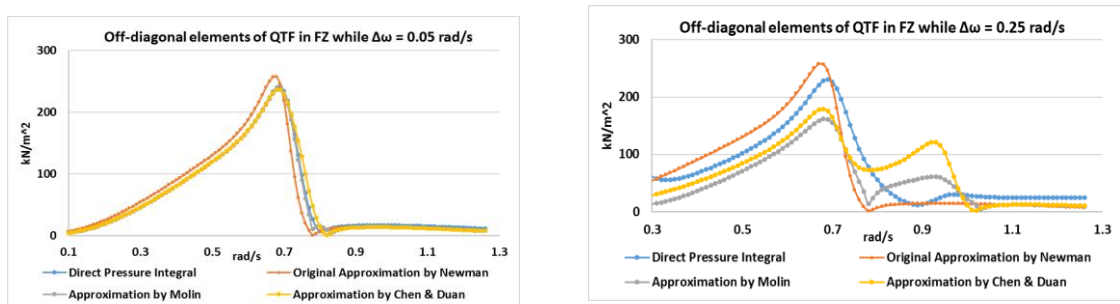 Off-diagonal elements of QTF in FZ while Δω = 0.05 rad/s
300
200
100
0
kN/m^2
0.1 0.3 0.5 0.7 0.9 1.1 1.3
rad/s
Direct Pressure Integral
Original Approximation by Newman
Approximation by Molin
Approximation by Chen & Duan
Off-diagonal elements of QTF in FZ while Δω = 0.25 rad/s
300
200
100
0
kN/m^2
0.3 0.5 0.7 0.9 1.1 1.3
rad/s
Direct Pressure Integral
Original Approximation by Newman
Approximation by Molin
Approximation by Chen & Duan